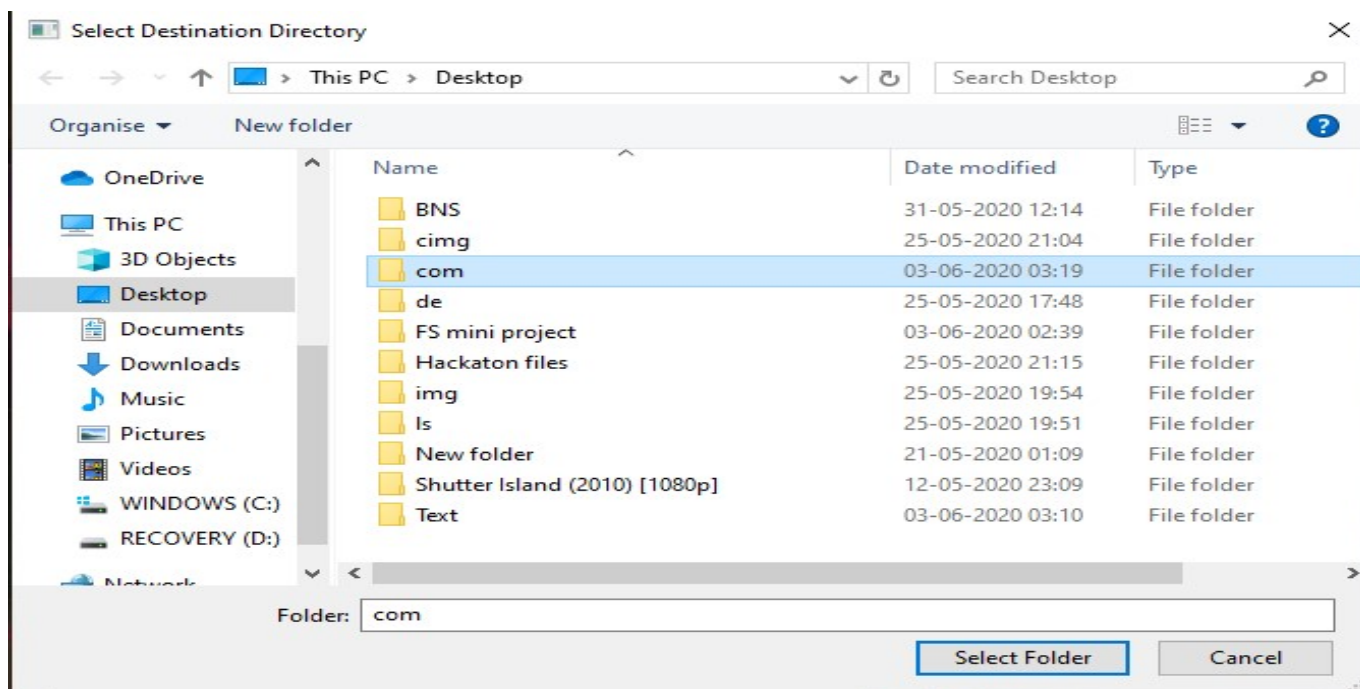 Select Destination Directory
This PC > Desktop
Search Desktop
Organise
New folder
OneDrive
This PC
3D Objects
Desktop
Documents
Downloads
Music
Pictures
Videos
WINDOWS (C:)
RECOVERY (D:)
Network
Name Date modified Type
BNS 31-05-2020 12:14 File folder
cimg 25-05-2020 21:04 File folder
com 03-06-2020 03:19 File folder
de 25-05-2020 17:48 File folder
FS mini project 03-06-2020 02:39 File folder
Hackaton files 25-05-2020 21:15 File folder
img 25-05-2020 19:54 File folder
ls 25-05-2020 19:51 File folder
New folder 21-05-2020 01:09 File folder
Shutter Island (2010) [1080p] 12-05-2020 23:09 File folder
Text 03-06-2020 03:10 File folder
Folder: com
Select Folder
Cancel